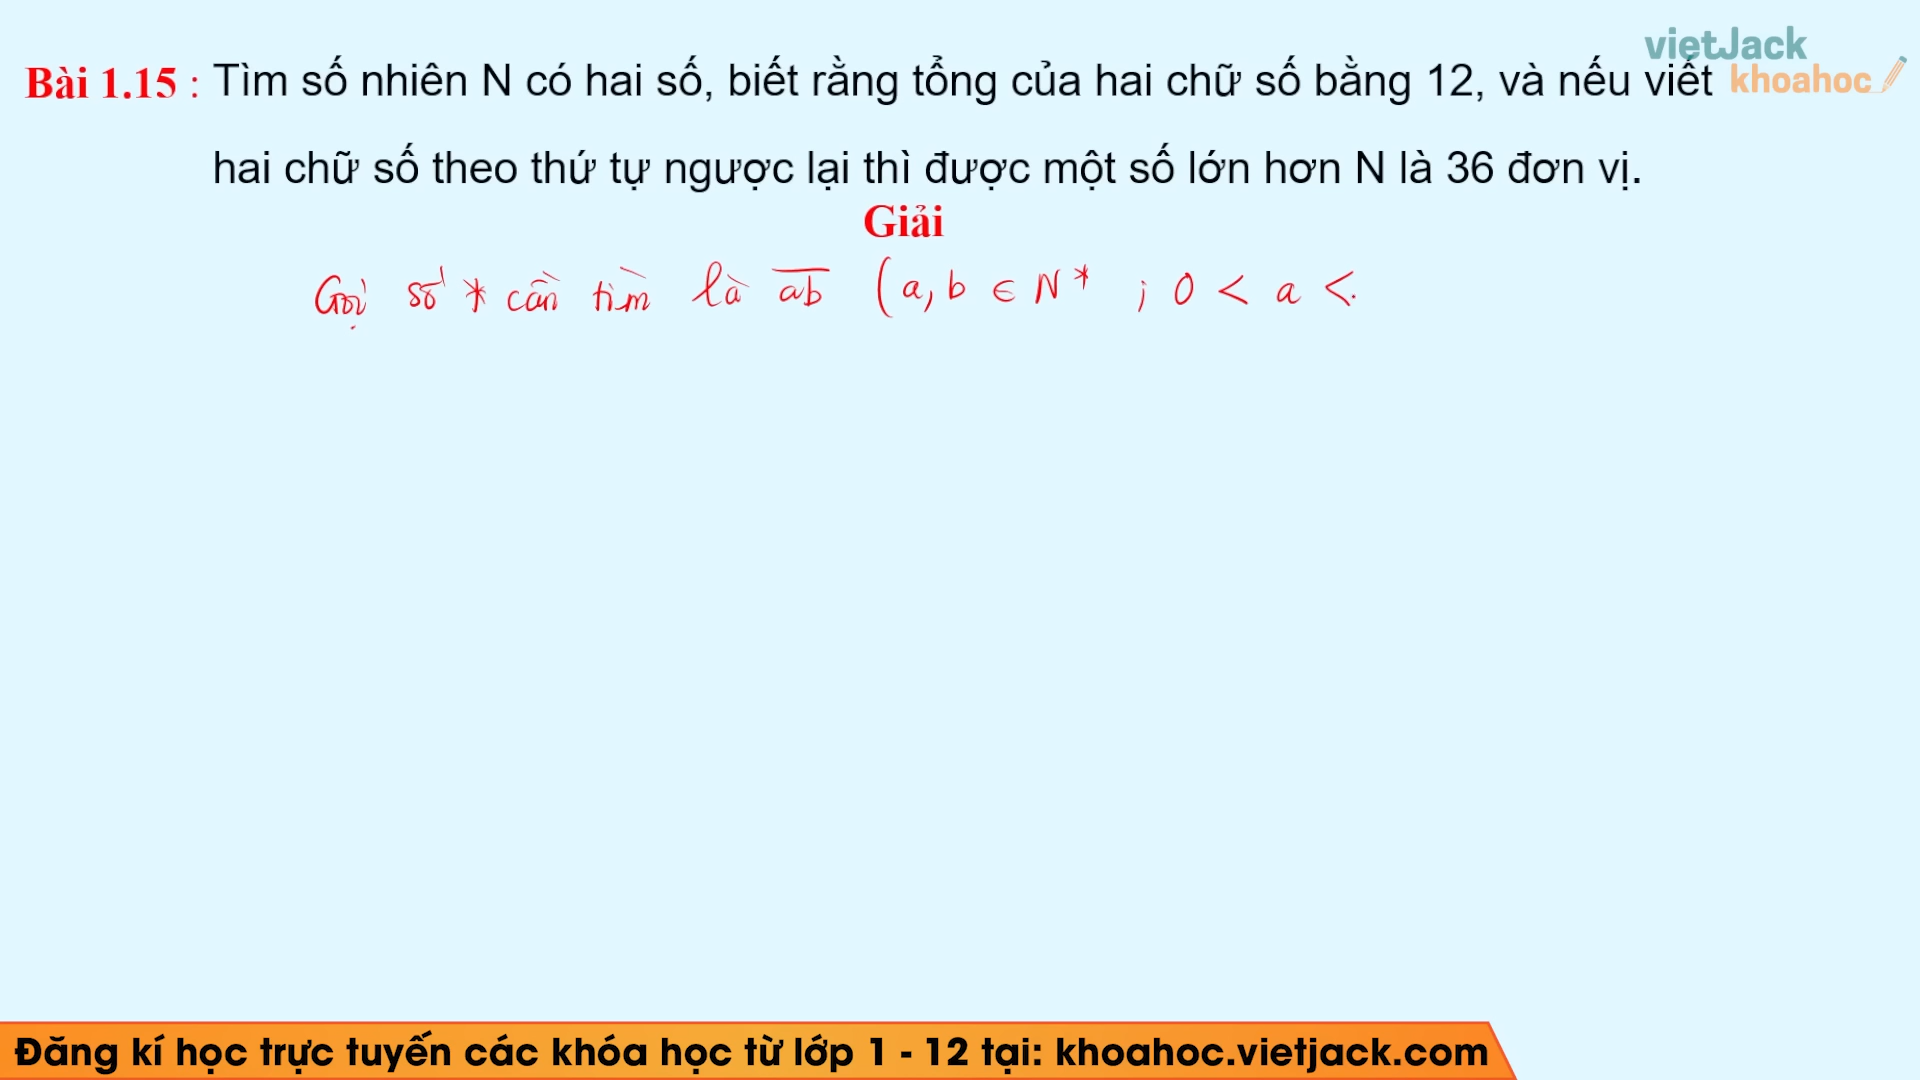 vietJack
khoahoc
Bài 1.15 : Tìm số nhiên N có hai số, biết rằng tổng của hai chữ số bằng 12, và nếu viết
hai chữ số theo thứ tự ngược lại thì được một số lớn hơn N là 36 đơn vị.
Giải
Gọi số * cần tìm là ab̅ (a, b ∈ N* ; 0 < a <
Đăng kí học trực tuyến các khóa học từ lớp 1 - 12 tại: khoahoc.vietjack.com